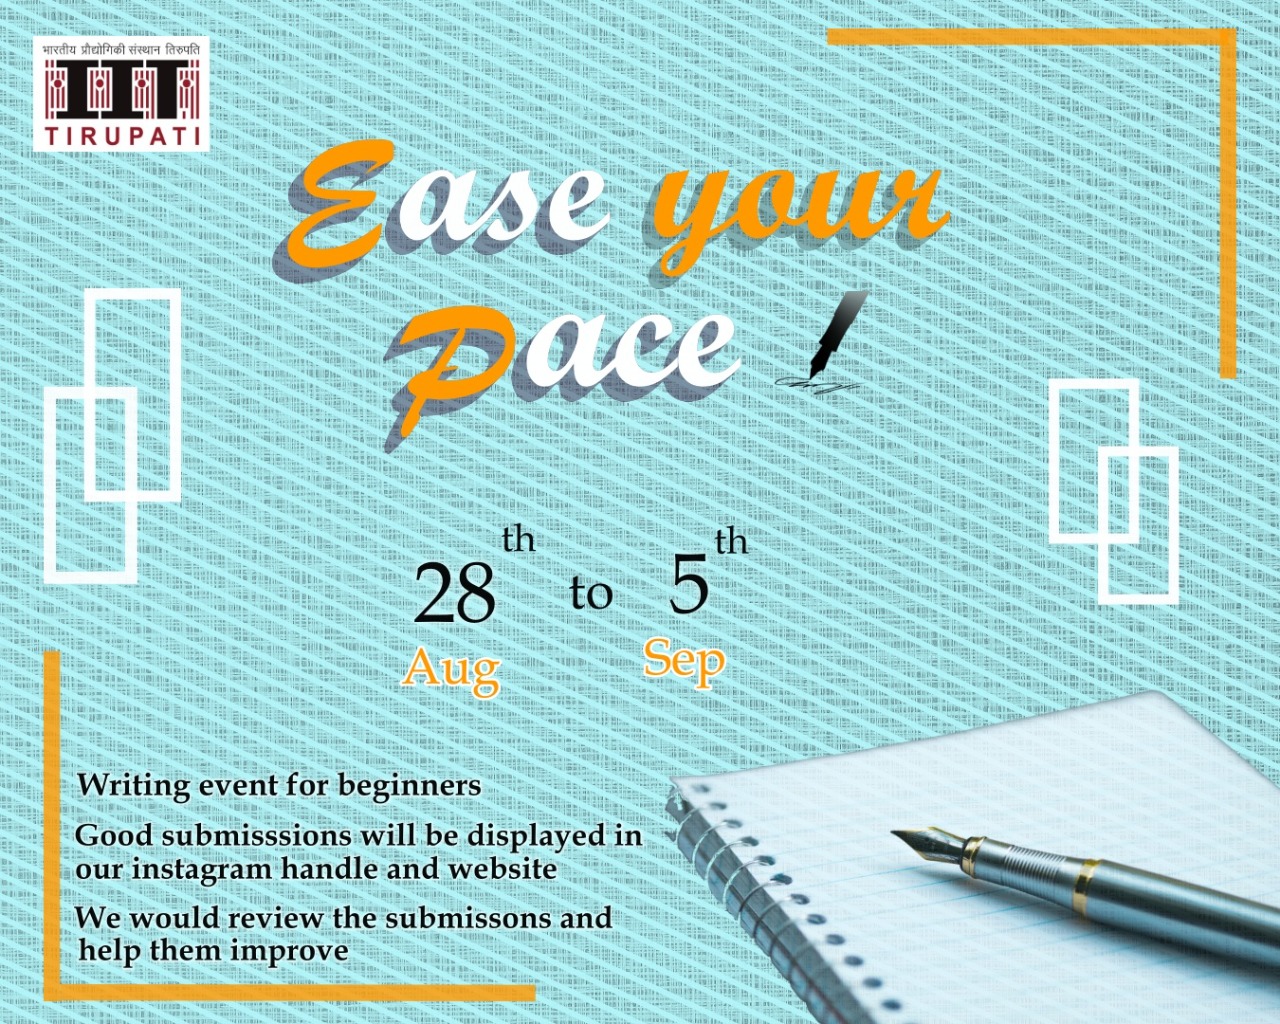 भारतीय प्रौद्योगिकी संस्थान तिरुपति
IIT
TIRUPATI
Ease your
Pace
28th to 5th
Aug Sep
Writing event for beginners
Good submisssions will be displayed in
our instagram handle and website
We would review the submissons and
help them improve